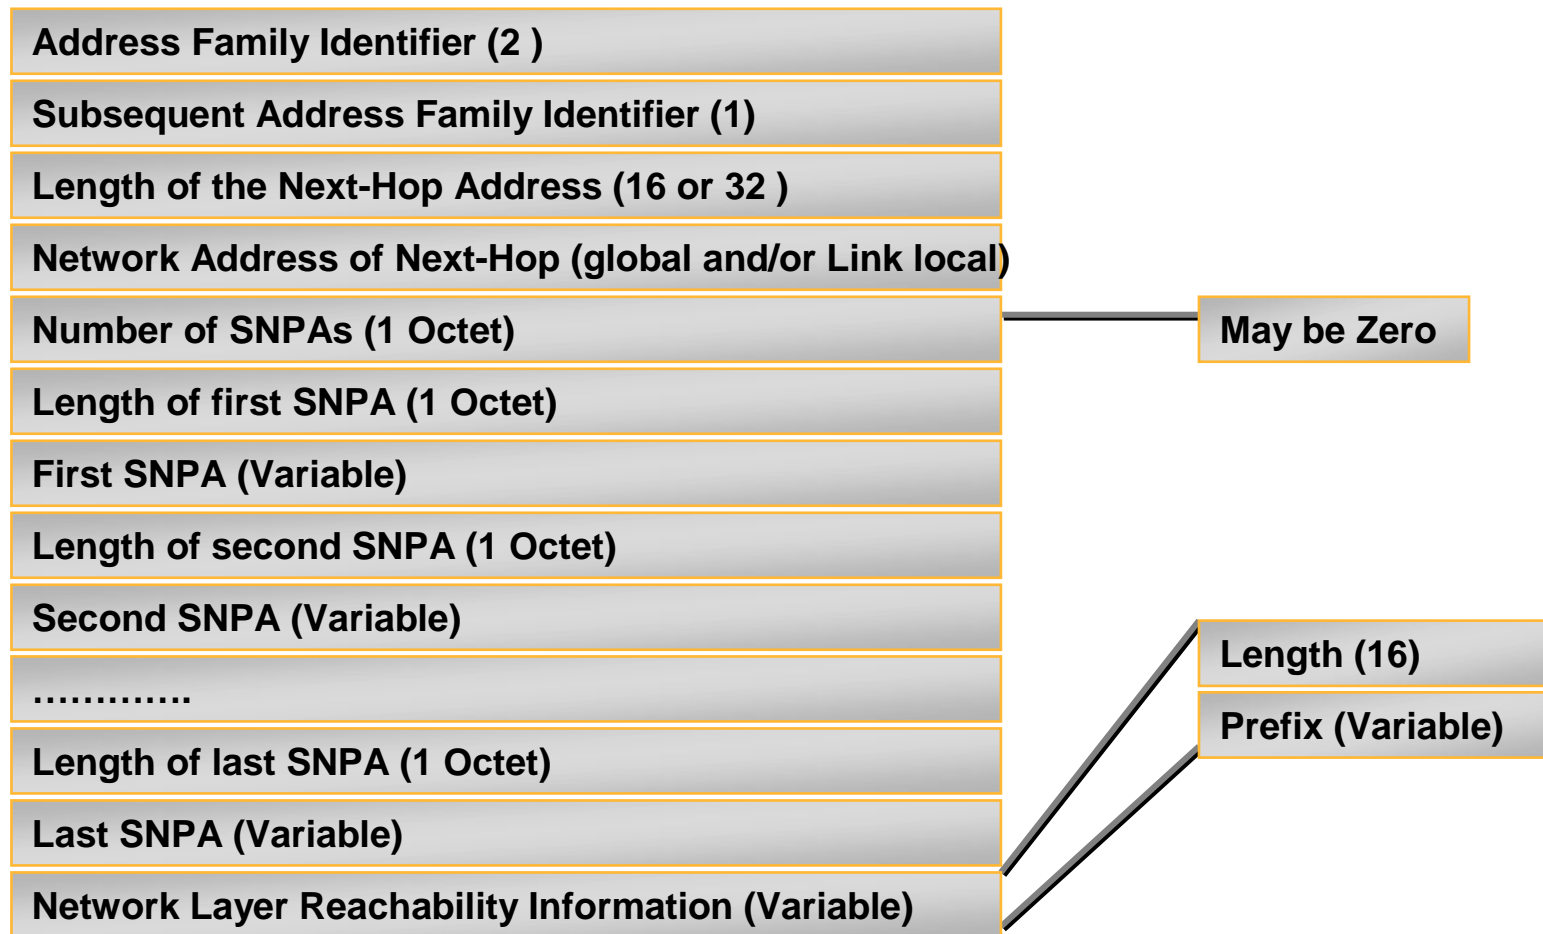 Address Family Identifier (2 )
Subsequent Address Family Identifier (1)
Length of the Next-Hop Address (16 or 32 )
Network Address of Next-Hop (global and/or Link local)
Number of SNPAs (1 Octet)
May be Zero
Length of first SNPA (1 Octet)
First SNPA (Variable)
Length of second SNPA (1 Octet)
Second SNPA (Variable)
………….
Length of last SNPA (1 Octet)
Last SNPA (Variable)
Network Layer Reachability Information (Variable)
Length (16)
Prefix (Variable)